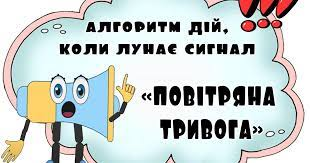 !!!
АЛГОРИТМ ДІЙ,
КОЛИ ЛУНАЄ СИГНАЛ
«ПОВІТРЯНА
ТРИВОГА»